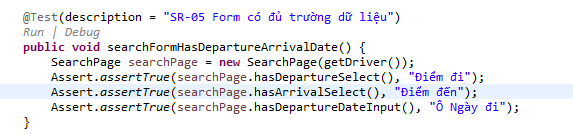 @Test(description = "SR-05 Form có đủ trường dữ liệu")
Run | Debug
public void searchFormHasDepartureArrivalDate() {
SearchPage searchPage = new SearchPage(getDriver());
Assert.assertTrue(searchPage.hasDepartureSelect(), "Điểm đi");
Assert.assertTrue(searchPage.hasArrivalSelect(), "Điểm đến");
Assert.assertTrue(searchPage.hasDepartureDateInput(), "Ô Ngày đi");
}